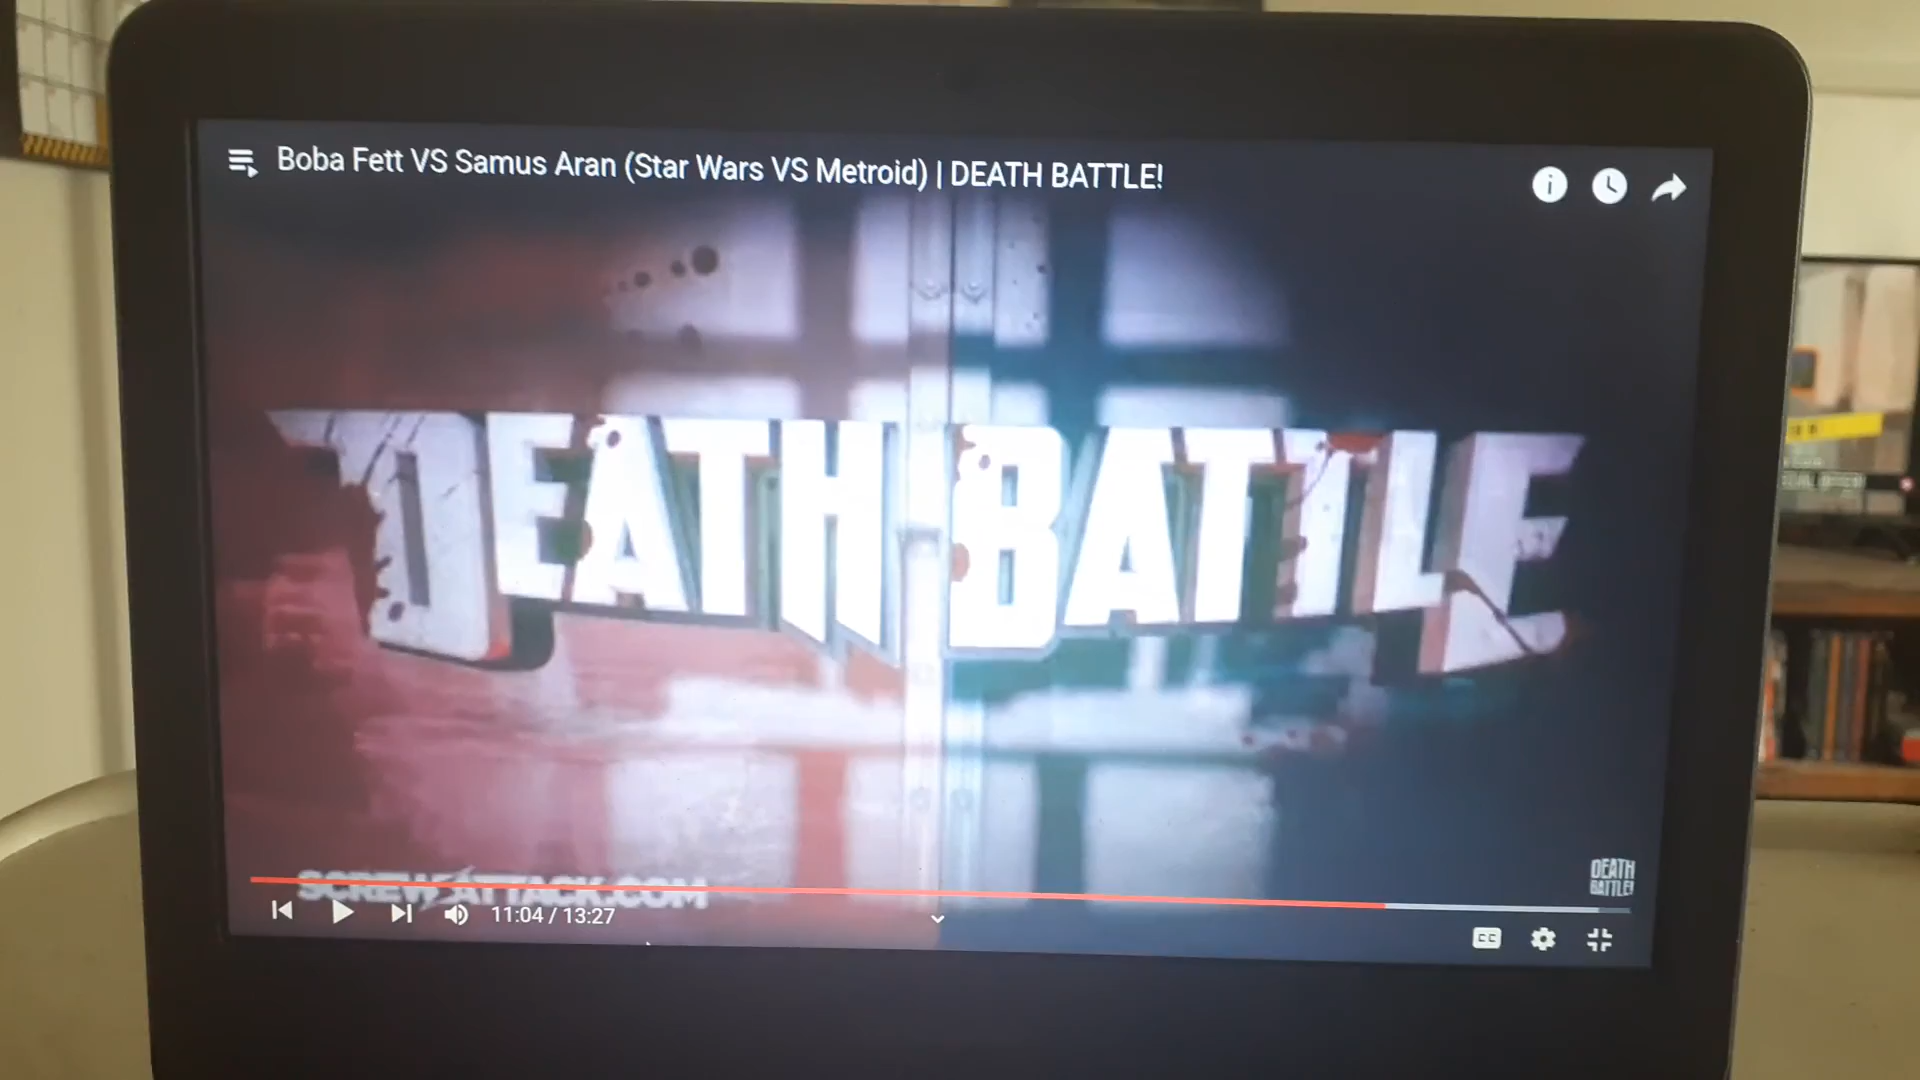 Boba Fett VS Samus Aran (Star Wars VS Metroid) | DEATH BATTLE!
DEATH BATTLE
DEATH
BATTLE!
SCREWATTACK.COM
11:04 / 13:27
CC